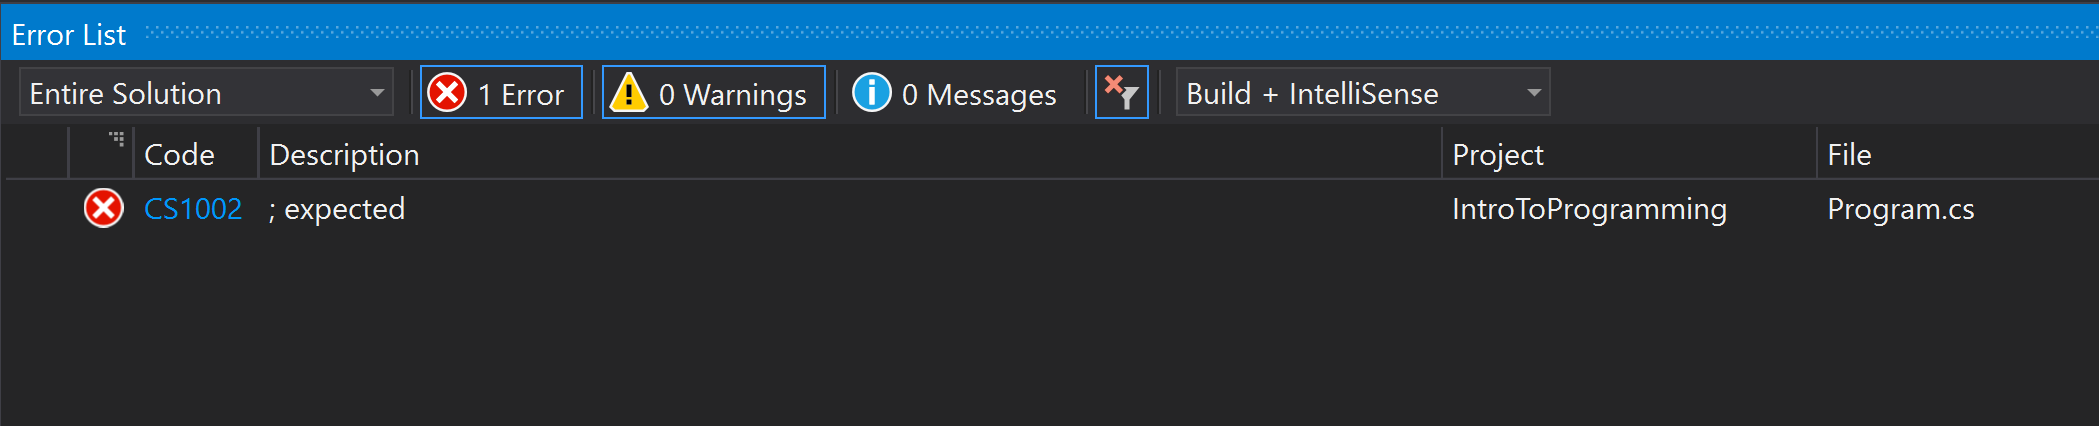 Error List
Entire Solution 1 Error 0 Warnings 0 Messages Build + IntelliSense
Code Description Project File
CS1002 ; expected IntroToProgramming Program.cs